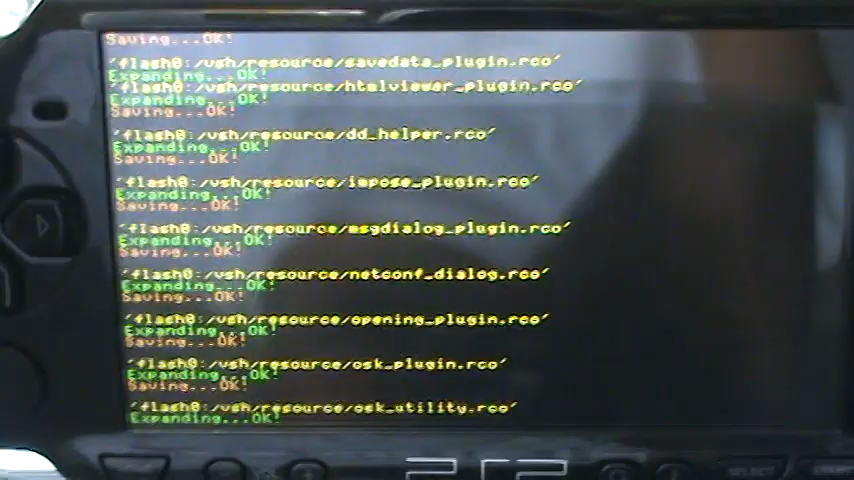 Saving...OK!
'flash0:/vsh/resource/savedata_plugin.rco'
Expanding...OK!
'flash0:/vsh/resource/htmlviewer_plugin.rco'
Expanding...OK!
Saving...OK!
'flash0:/vsh/resource/dd_helper.rco'
Expanding...OK!
Saving...OK!
'flash0:/vsh/resource/impose_plugin.rco'
Expanding...OK!
Saving...OK!
'flash0:/vsh/resource/msgdialog_plugin.rco'
Expanding...OK!
Saving...OK!
'flash0:/vsh/resource/netconf_dialog.rco'
Expanding...OK!
Saving...OK!
'flash0:/vsh/resource/opening_plugin.rco'
Expanding...OK!
Saving...OK!
'flash0:/vsh/resource/osk_plugin.rco'
Expanding...OK!
Saving...OK!
'flash0:/vsh/resource/osk_utility.rco'
Expanding...OK!
PSP
SELECT
START